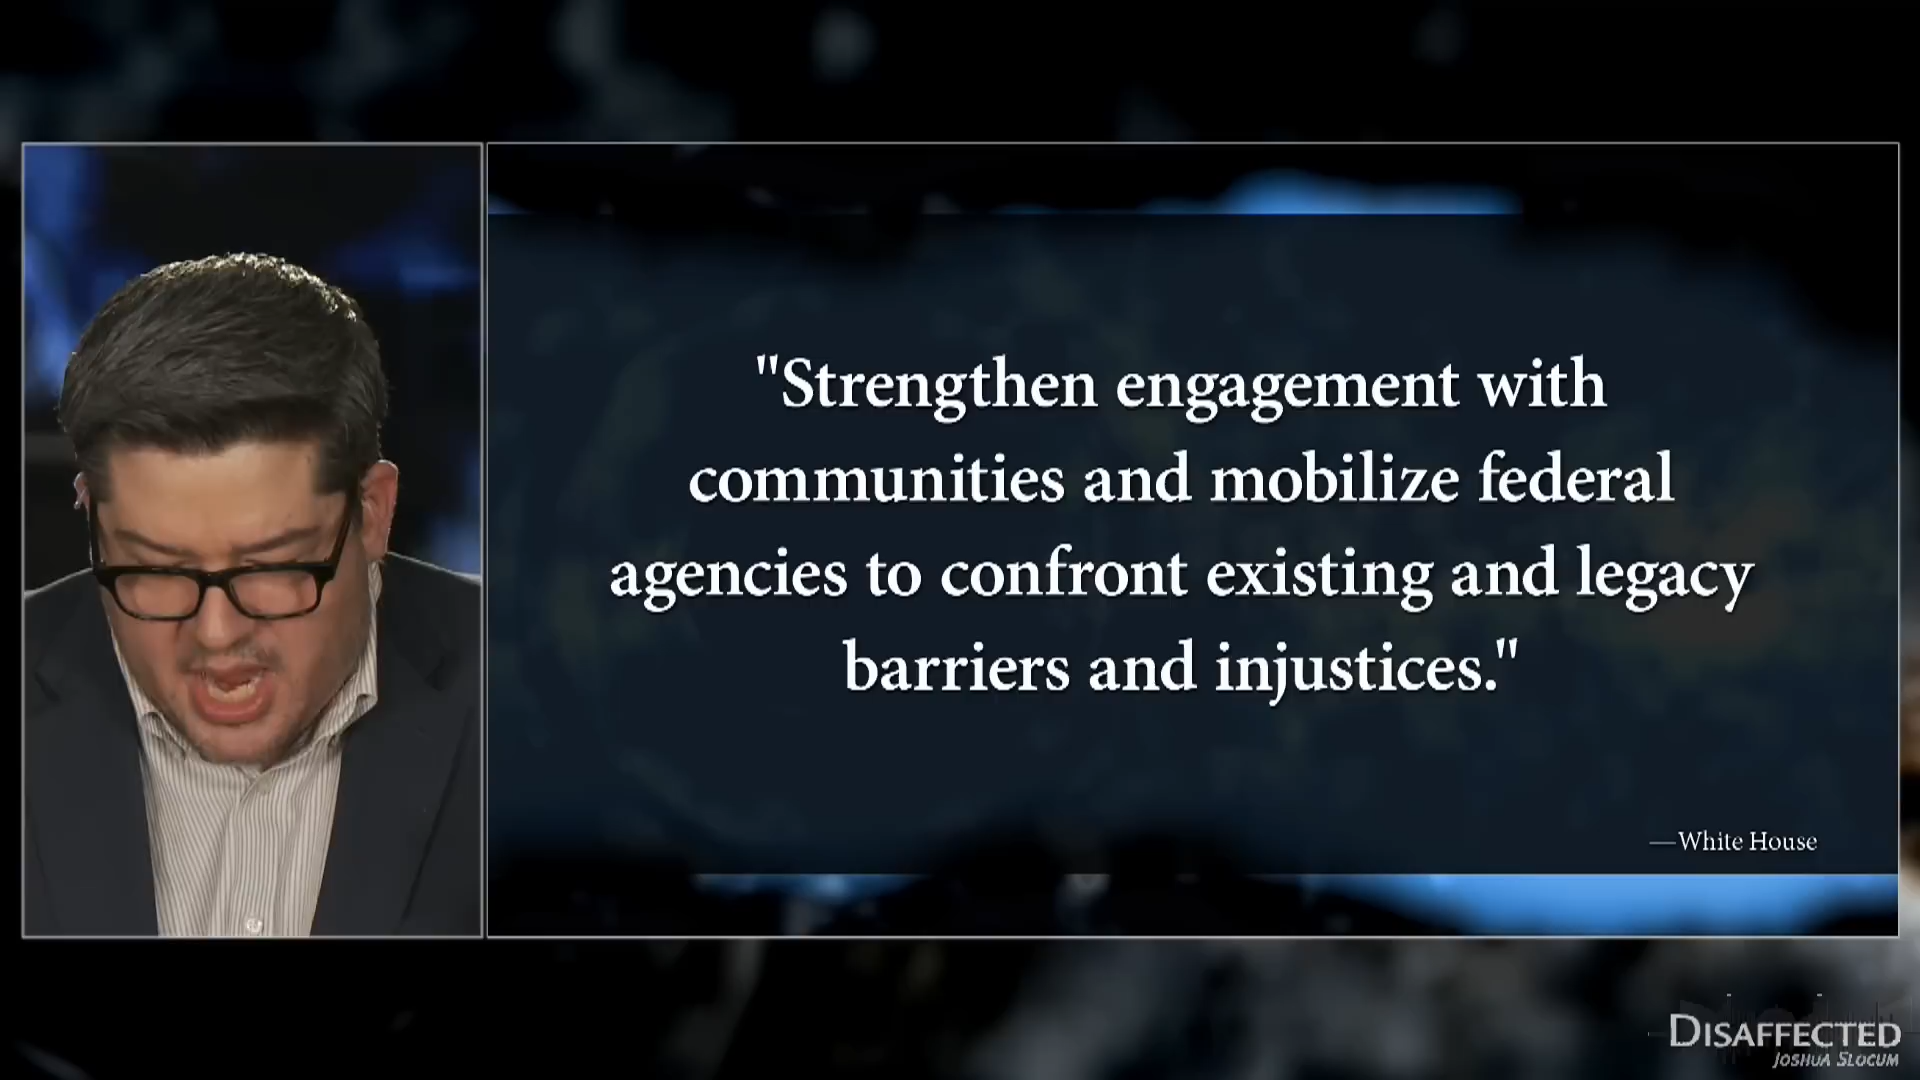 "Strengthen engagement with
communities and mobilize federal
agencies to confront existing and legacy
barriers and injustices."
—White House
DISAFFECTED
JOSHUA SLOCUM